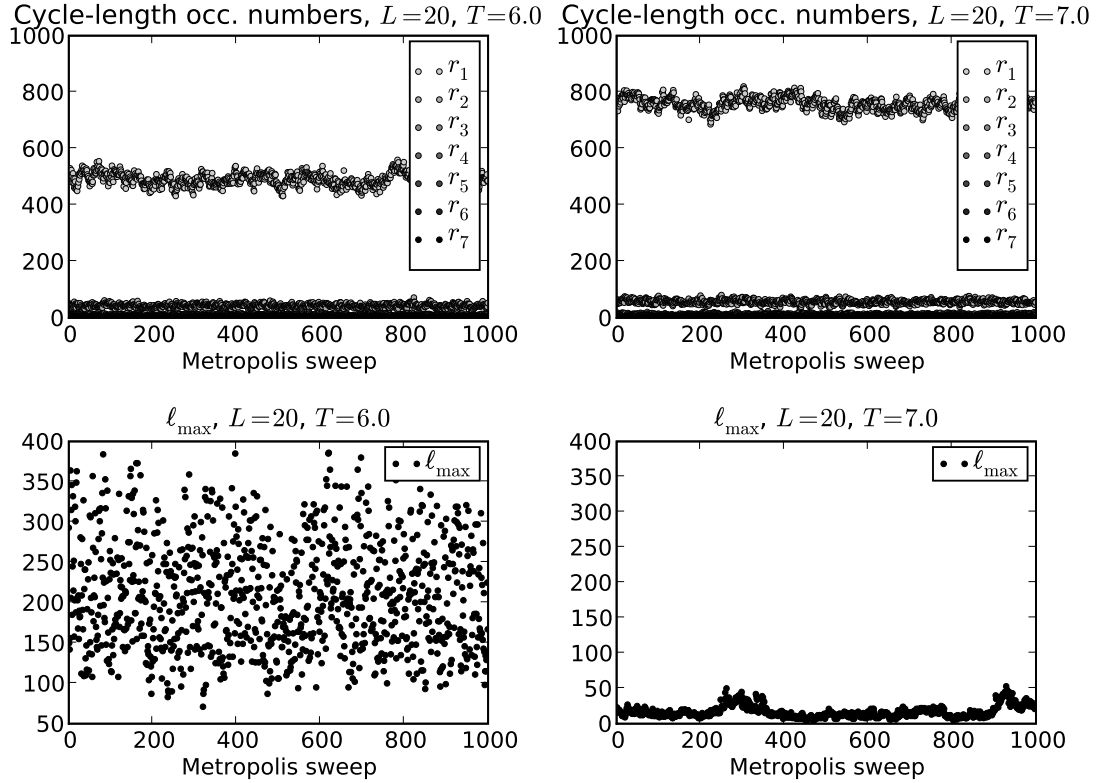 Cycle-length occ. numbers, L=20, T=6.0
1000
800
600
400
200
0
r₁
r₂
r₃
r₄
r₅
r₆
r₇
0 200 400 600 800 1000
Metropolis sweep
Cycle-length occ. numbers, L=20, T=7.0
1000
800
600
400
200
0
r₁
r₂
r₃
r₄
r₅
r₆
r₇
0 200 400 600 800 1000
Metropolis sweep
ℓmax, L=20, T=6.0
400
350
300
250
200
150
100
50
ℓmax
0 200 400 600 800 1000
Metropolis sweep
ℓmax, L=20, T=7.0
400
350
300
250
200
150
100
50
0
ℓmax
0 200 400 600 800 1000
Metropolis sweep